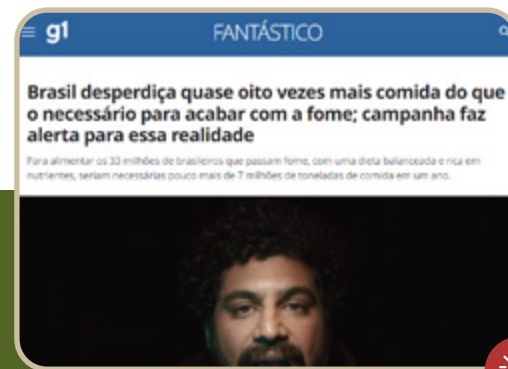 g1 FANTÁSTICO
Brasil desperdiça quase oito vezes mais comida do que
o necessário para acabar com a fome; campanha faz
alerta para essa realidade
Para alimentar os 33 milhões de brasileiros que passam fome, com uma dieta balanceada e rica em
nutrientes, seriam necessárias pouco mais de 7 milhões de toneladas de comida em um ano.